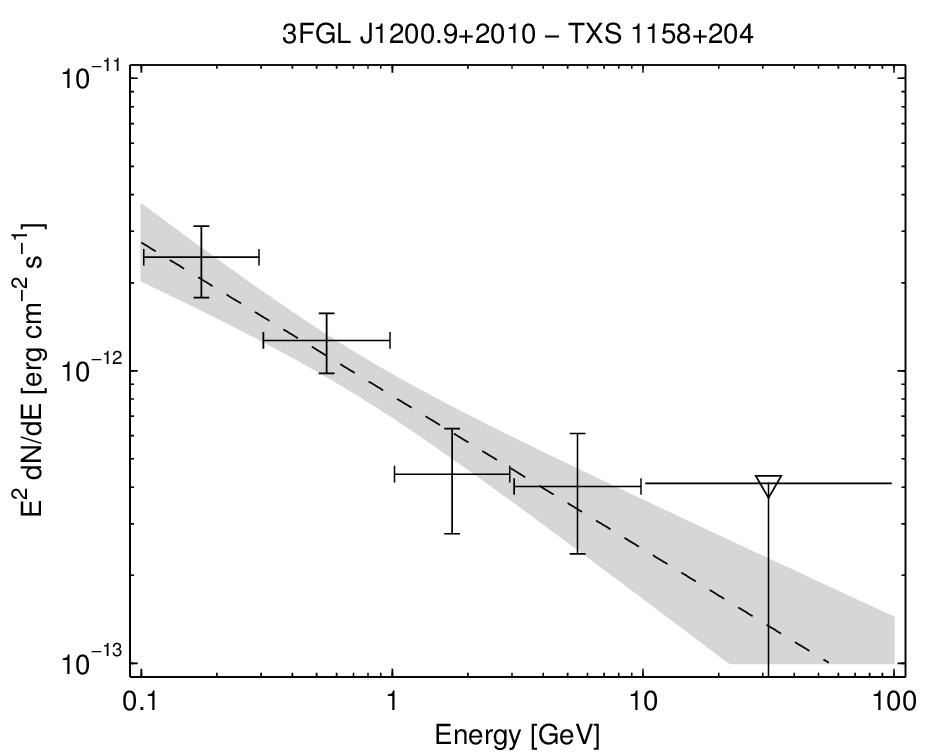 3FGL J1200.9+2010 − TXS 1158+204
E² dN/dE [erg cm⁻² s⁻¹]
10⁻¹¹
10⁻¹²
10⁻¹³
0.1 1 10 100
Energy [GeV]